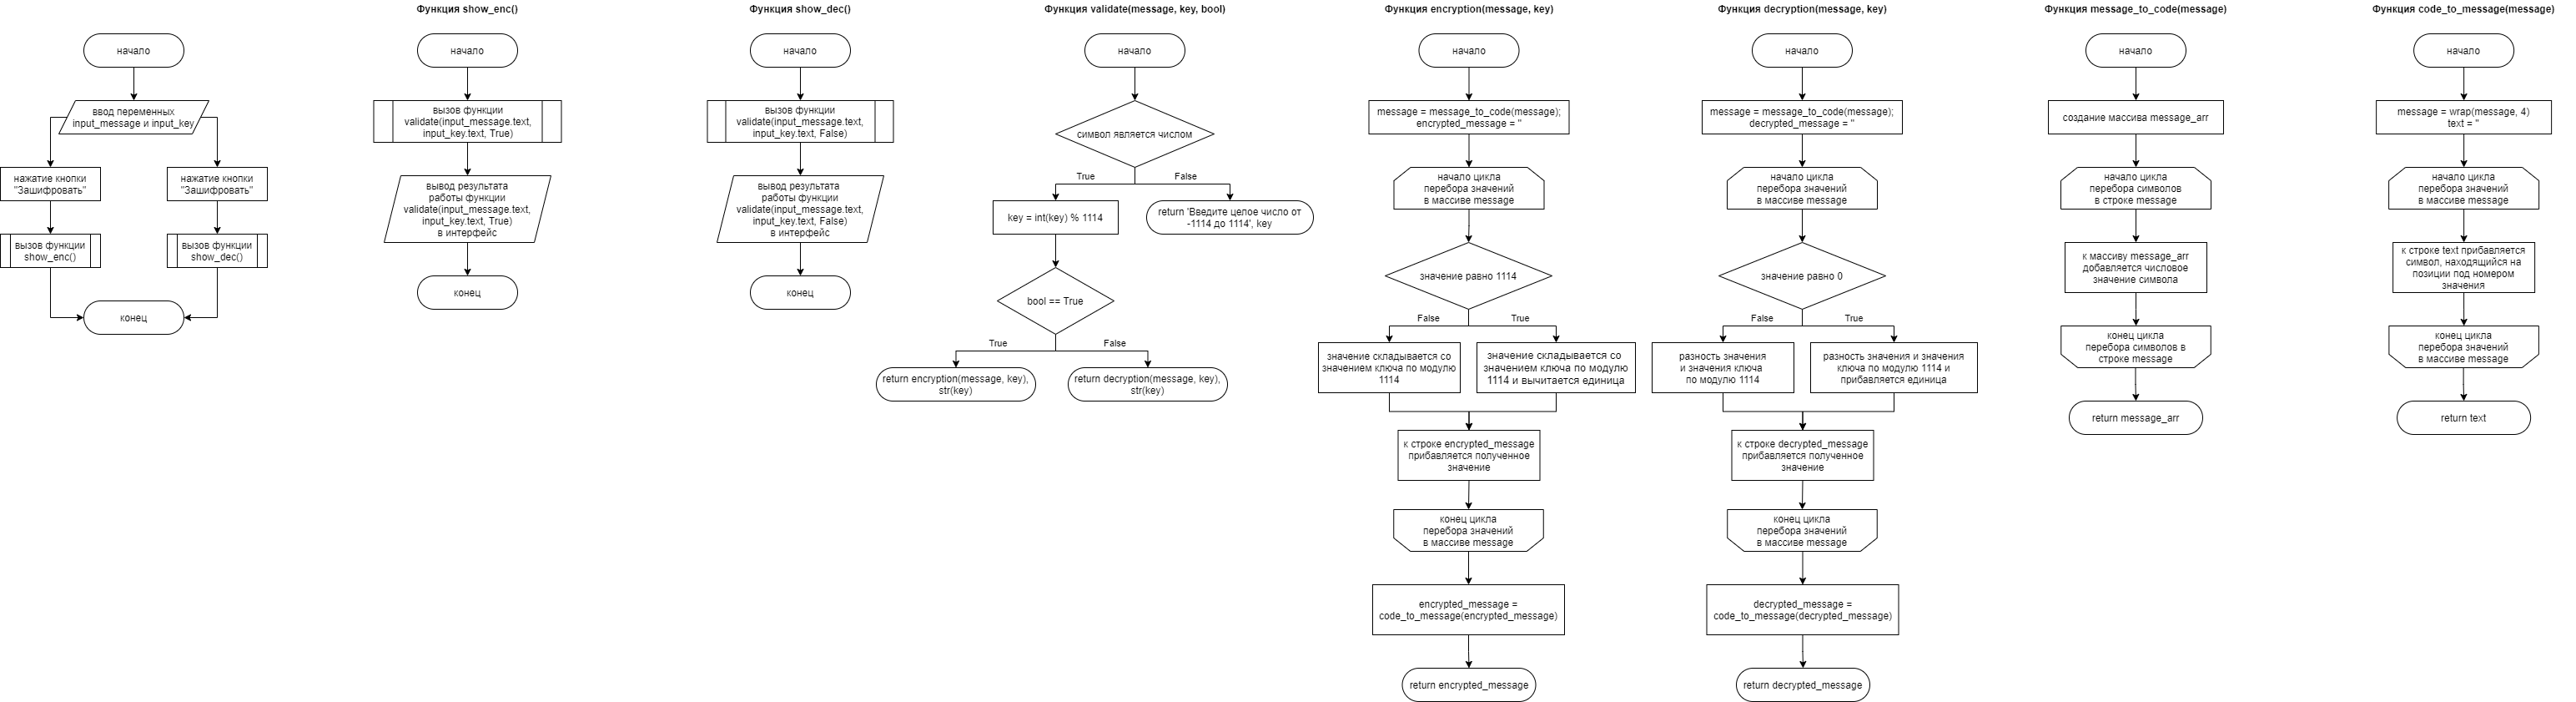 начало
ввод переменных
input_message и input_key
нажатие кнопки
"Зашифровать"
нажатие кнопки
"Зашифровать"
вызов функции
show_enc()
вызов функции
show_dec()
конец
Функция show_enc()
начало
вызов функции
validate(input_message.text,
input_key.text, True)
вывод результата
работы функции
validate(input_message.text,
input_key.text, True)
в интерфейс
конец
Функция show_dec()
начало
вызов функции
validate(input_message.text,
input_key.text, False)
вывод результата
работы функции
validate(input_message.text,
input_key.text, False)
в интерфейс
конец
Функция validate(message, key, bool)
начало
символ является числом
True
False
key = int(key) % 1114
return 'Введите целое число от
-1114 до 1114', key
bool == True
True
False
return encryption(message, key),
str(key)
return decryption(message, key),
str(key)
Функция encryption(message, key)
начало
message = message_to_code(message);
encrypted_message = ''
начало цикла
перебора значений
в массиве message
значение равно 1114
False
True
значение складывается со
значением ключа по модулю
1114
значение складывается со
значением ключа по модулю
1114 и вычитается единица
к строке encrypted_message
прибавляется полученное
значение
конец цикла
перебора значений
в массиве message
encrypted_message =
code_to_message(encrypted_message)
return encrypted_message
Функция decryption(message, key)
начало
message = message_to_code(message);
decrypted_message = ''
начало цикла
перебора значений
в массиве message
значение равно 0
False
True
разность значения
и значения ключа
по модулю 1114
разность значения и значения
ключа по модулю 1114 и
прибавляется единица
к строке decrypted_message
прибавляется полученное
значение
конец цикла
перебора значений
в массиве message
decrypted_message =
code_to_message(decrypted_message)
return decrypted_message
Функция message_to_code(message)
начало
создание массива message_arr
начало цикла
перебора символов
в строке message
к массиву message_arr
добавляется числовое
значение символа
конец цикла
перебора символов в
строке message
return message_arr
Функция code_to_message(message)
начало
message = wrap(message, 4)
text = ''
начало цикла
перебора значений
в массиве message
к строке text прибавляется
символ, находящийся на
позиции под номером
значения
конец цикла
перебора значений
в массиве message
return text